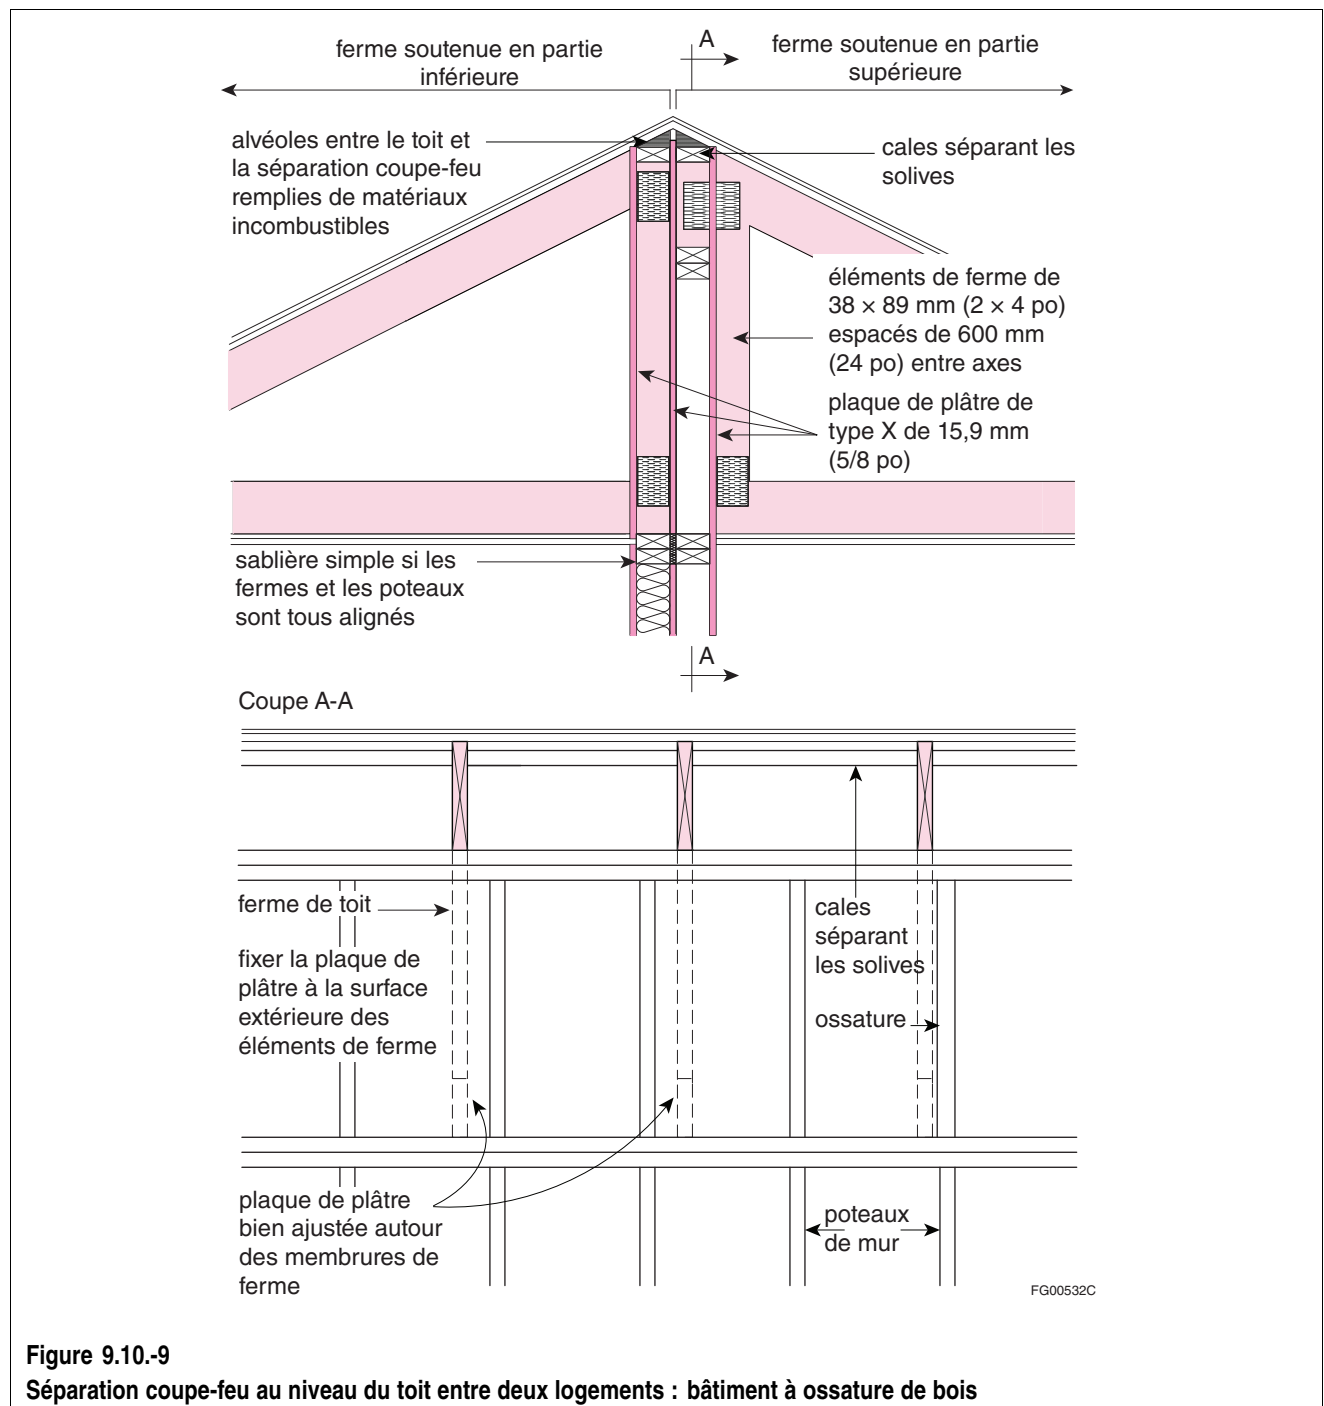 ferme soutenue en partie
inférieure
A
ferme soutenue en partie
supérieure
alvéoles entre le toit et
la séparation coupe-feu
remplies de matériaux
incombustibles
cales séparant les
solives
éléments de ferme de
38 × 89 mm (2 × 4 po)
espacés de 600 mm
(24 po) entre axes
plaque de plâtre de
type X de 15,9 mm
(5/8 po)
sablière simple si les
fermes et les poteaux
sont tous alignés
A
Coupe A-A
ferme de toit
fixer la plaque de
plâtre à la surface
extérieure des
éléments de ferme
cales
séparant
les solives
ossature
plaque de plâtre
bien ajustée autour
des membrures de
ferme
poteaux
de mur
FG00532C
Figure 9.10.-9
Séparation coupe-feu au niveau du toit entre deux logements : bâtiment à ossature de bois